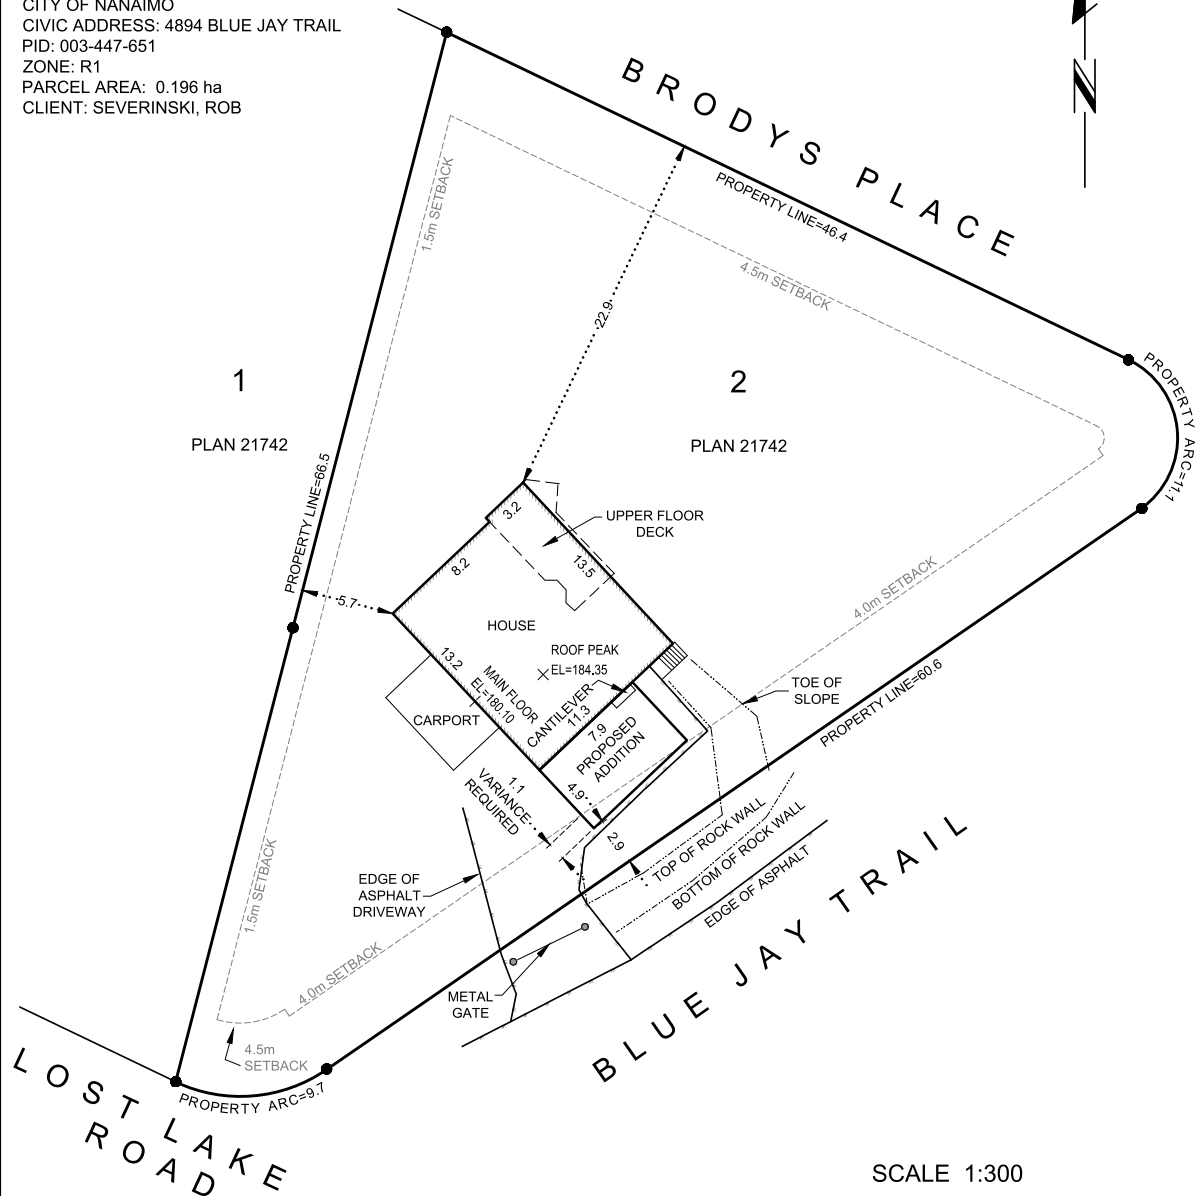 CITY OF NANAIMO
CIVIC ADDRESS: 4894 BLUE JAY TRAIL
PID: 003-447-651
ZONE: R1
PARCEL AREA: 0.196 ha
CLIENT: SEVERINSKI, ROB
N
BRODYS PLACE
PROPERTY LINE=46.4
1.5m SETBACK
4.5m SETBACK
22.9
1
PLAN 21742
2
PLAN 21742
PROPERTY ARC=11.1
PROPERTY LINE=66.5
3.2
UPPER FLOOR
DECK
8.2
13.5
5.7
4.0m SETBACK
HOUSE
ROOF PEAK
EL=184.35
13.2
MAIN FLOOR
EL=180.10
CANTILEVER
11.3
TOE OF
SLOPE
PROPERTY LINE=60.6
CARPORT
7.9
PROPOSED
ADDITION
4.9
1.1
VARIANCE
REQUIRED
2.9
TOP OF ROCK WALL
BOTTOM OF ROCK WALL
EDGE OF ASPHALT
EDGE OF
ASPHALT
DRIVEWAY
1.5m SETBACK
4.0m SETBACK
METAL
GATE
BLUE JAY TRAIL
4.5m
SETBACK
PROPERTY ARC=9.7
LOST LAKE
ROAD
SCALE 1:300